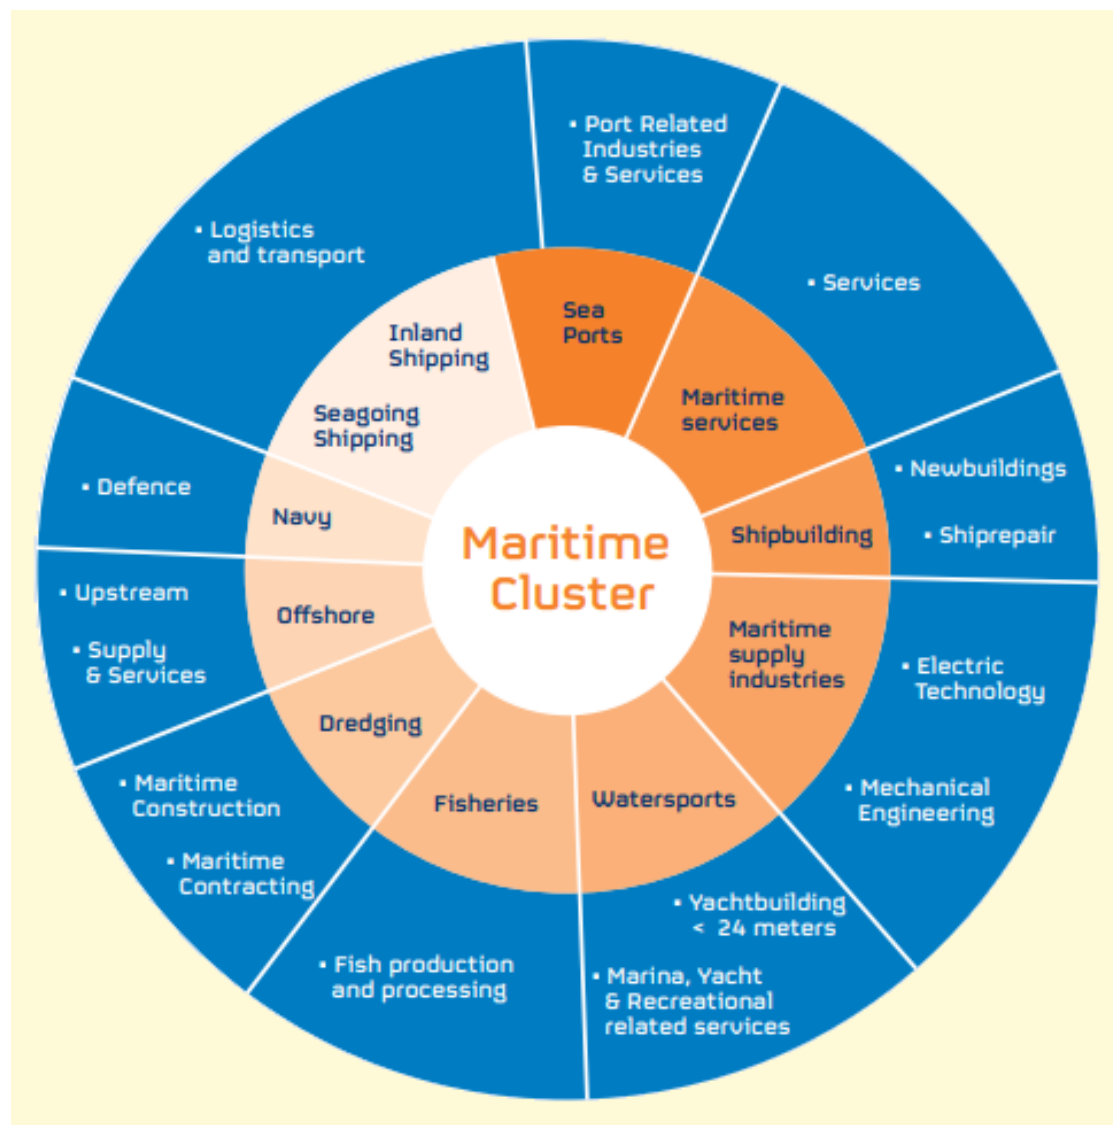 Maritime
Cluster
Sea
Ports
Maritime
services
Shipbuilding
Maritime
supply
industries
Watersports
Fisheries
Dredging
Offshore
Navy
Seagoing
Shipping
Inland
Shipping
▪ Port Related
Industries
& Services
▪ Services
▪ Newbuildings
▪ Shiprepair
▪ Electric
Technology
▪ Mechanical
Engineering
▪ Yachtbuilding
< 24 meters
▪ Marina, Yacht
& Recreational
related services
▪ Fish production
and processing
▪ Maritime
Construction
▪ Maritime
Contracting
▪ Upstream
▪ Supply
& Services
▪ Defence
▪ Logistics
and transport